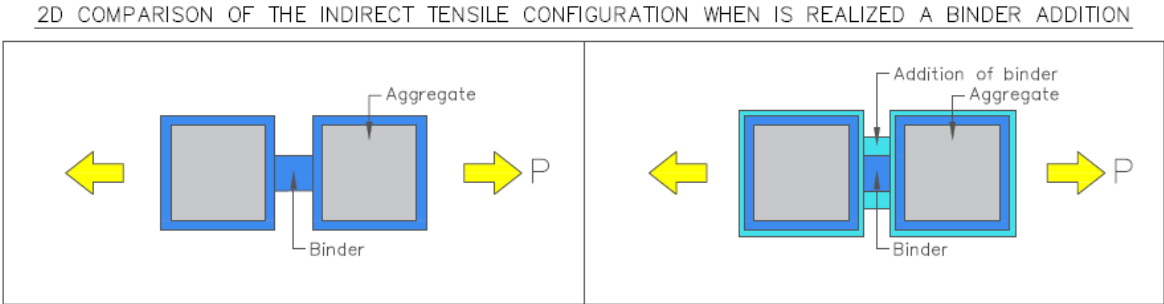 2D COMPARISON OF THE INDIRECT TENSILE CONFIGURATION WHEN IS REALIZED A BINDER ADDITION
Aggregate
P
Binder
Addition of binder
Aggregate
P
Binder